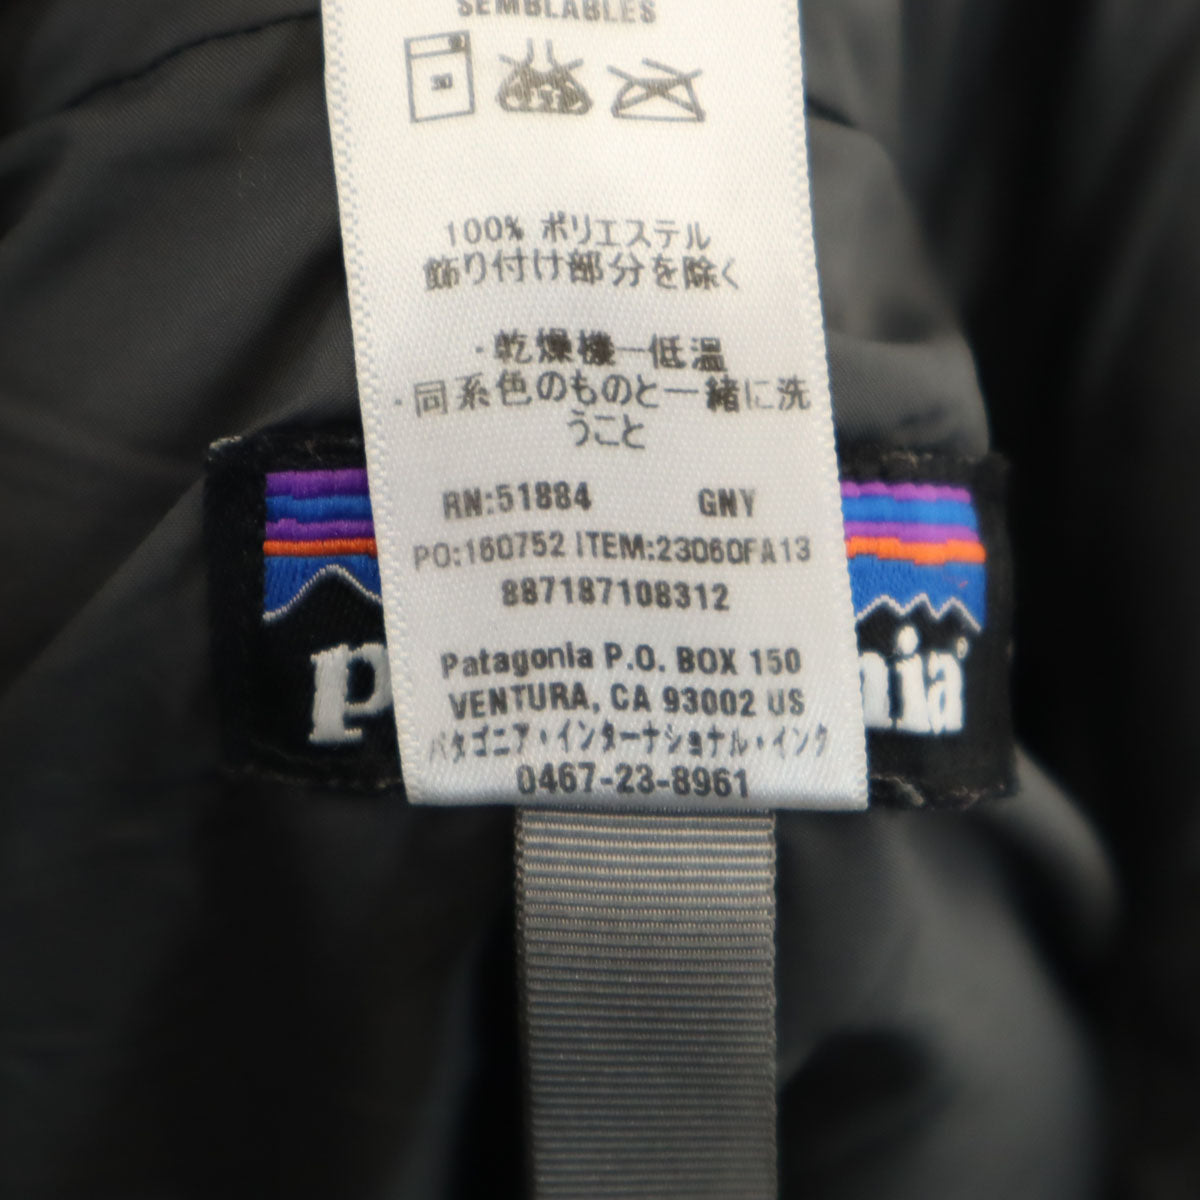 SEMBLABLES
30
100% ポリエステル
飾り付け部分を除く
・乾燥機ー低温
・同系色のものと一緒に洗
うこと
RN:51884 GNY
PO:160752 ITEM:23060FA13
887187108312
Patagonia P.O. BOX 150
VENTURA, CA 93002 US
パタゴニア・インターナショナル・インク
0467-23-8961